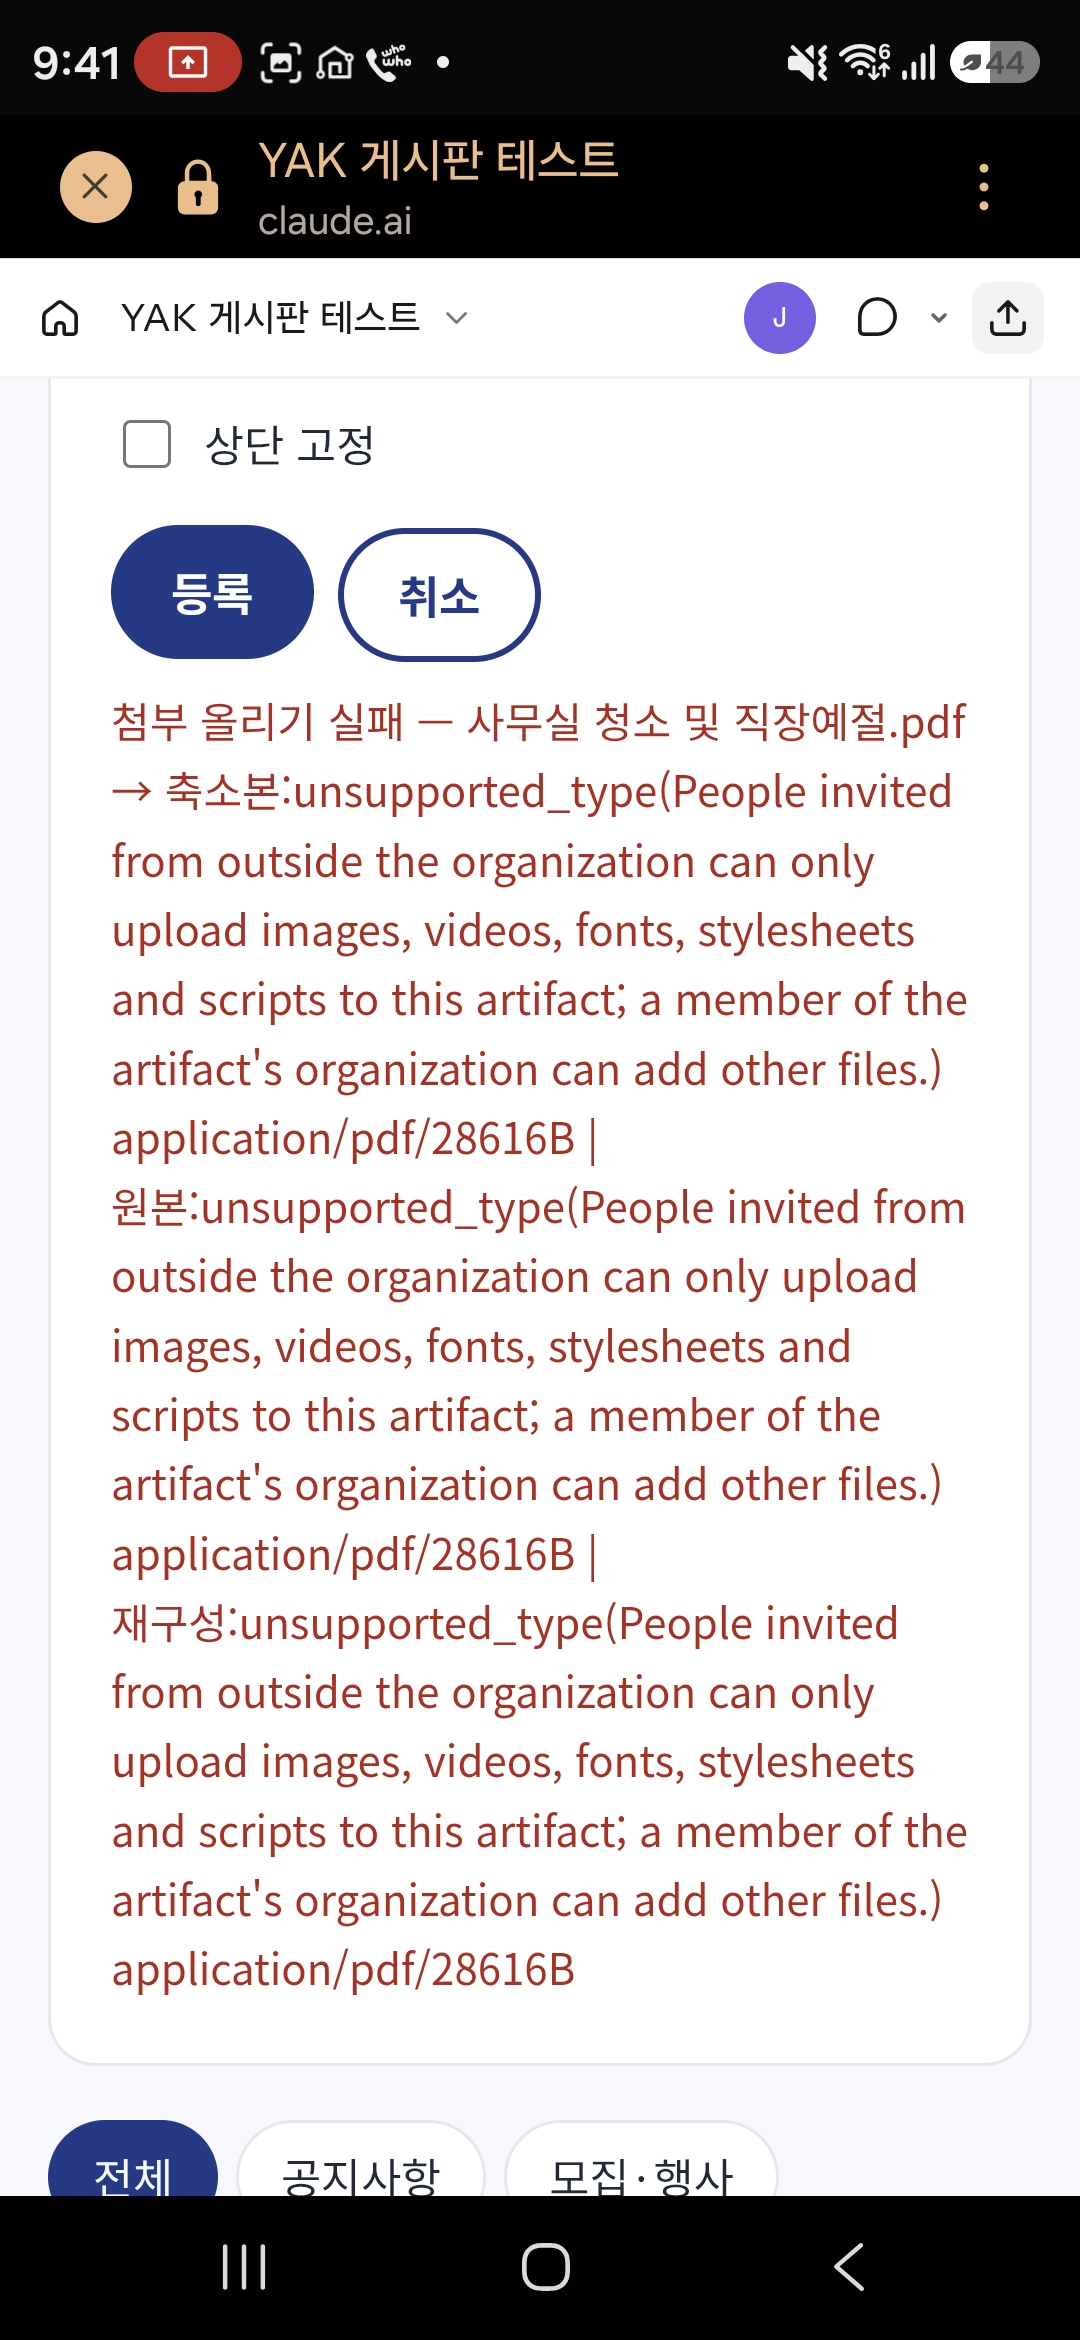 9:41
who
who
6
44
YAK 게시판 테스트
claude.ai
YAK 게시판 테스트
J
상단 고정
등록
취소
첨부 올리기 실패 — 사무실 청소 및 직장예절.pdf
→ 축소본:unsupported_type(People invited
from outside the organization can only
upload images, videos, fonts, stylesheets
and scripts to this artifact; a member of the
artifact's organization can add other files.)
application/pdf/28616B |
원본:unsupported_type(People invited from
outside the organization can only upload
images, videos, fonts, stylesheets and
scripts to this artifact; a member of the
artifact's organization can add other files.)
application/pdf/28616B |
재구성:unsupported_type(People invited
from outside the organization can only
upload images, videos, fonts, stylesheets
and scripts to this artifact; a member of the
artifact's organization can add other files.)
application/pdf/28616B
전체
공지사항
모집·행사